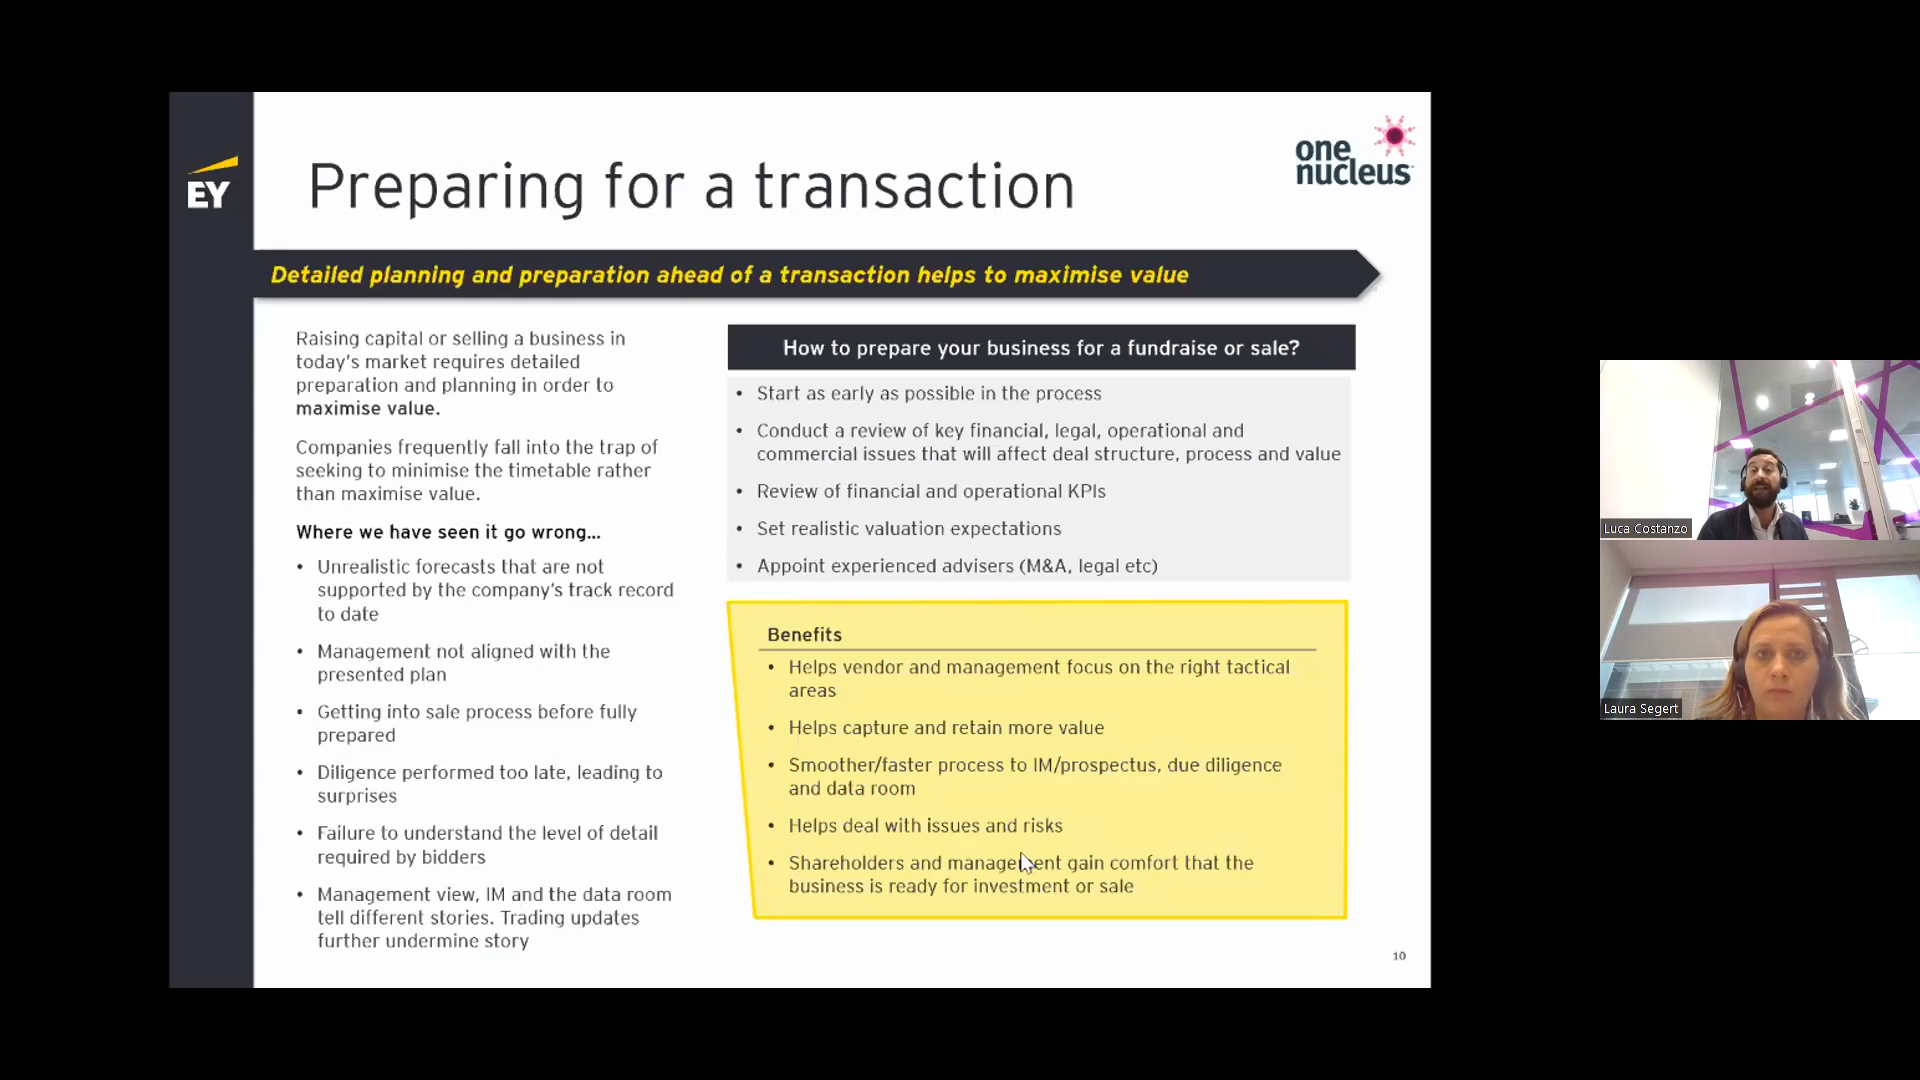 EY
Preparing for a transaction
one
nucleus
Detailed planning and preparation ahead of a transaction helps to maximise value
Raising capital or selling a business in
today's market requires detailed
preparation and planning in order to
maximise value.
Companies frequently fall into the trap of
seeking to minimise the timetable rather
than maximise value.
Where we have seen it go wrong...
• Unrealistic forecasts that are not
supported by the company's track record
to date
• Management not aligned with the
presented plan
• Getting into sale process before fully
prepared
• Diligence performed too late, leading to
surprises
• Failure to understand the level of detail
required by bidders
• Management view, IM and the data room
tell different stories. Trading updates
further undermine story
How to prepare your business for a fundraise or sale?
• Start as early as possible in the process
• Conduct a review of key financial, legal, operational and
commercial issues that will affect deal structure, process and value
• Review of financial and operational KPIs
• Set realistic valuation expectations
• Appoint experienced advisers (M&A, legal etc)
Benefits
• Helps vendor and management focus on the right tactical
areas
• Helps capture and retain more value
• Smoother/faster process to IM/prospectus, due diligence
and data room
• Helps deal with issues and risks
• Shareholders and management gain comfort that the
business is ready for investment or sale
10
Luca Costanzo
Laura Segert